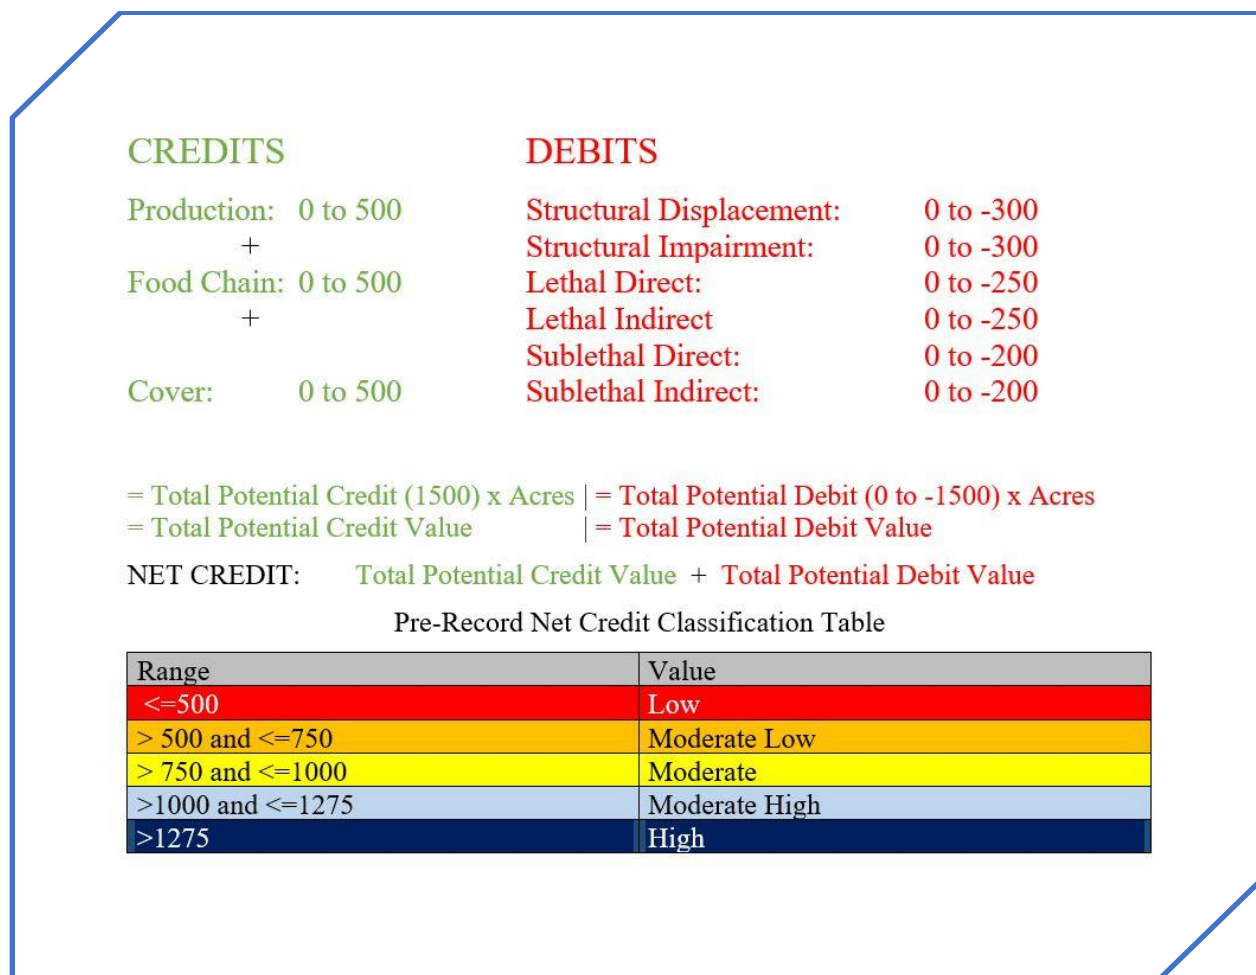 CREDITS DEBITS
Production: 0 to 500 Structural Displacement: 0 to -300
+ Structural Impairment: 0 to -300
Food Chain: 0 to 500 Lethal Direct: 0 to -250
+ Lethal Indirect 0 to -250
Sublethal Direct: 0 to -200
Cover: 0 to 500 Sublethal Indirect: 0 to -200
= Total Potential Credit (1500) x Acres | = Total Potential Debit (0 to -1500) x Acres
= Total Potential Credit Value | = Total Potential Debit Value
NET CREDIT: Total Potential Credit Value + Total Potential Debit Value
Pre-Record Net Credit Classification Table
Range Value
<=500 Low
> 500 and <=750 Moderate Low
> 750 and <=1000 Moderate
>1000 and <=1275 Moderate High
>1275 High